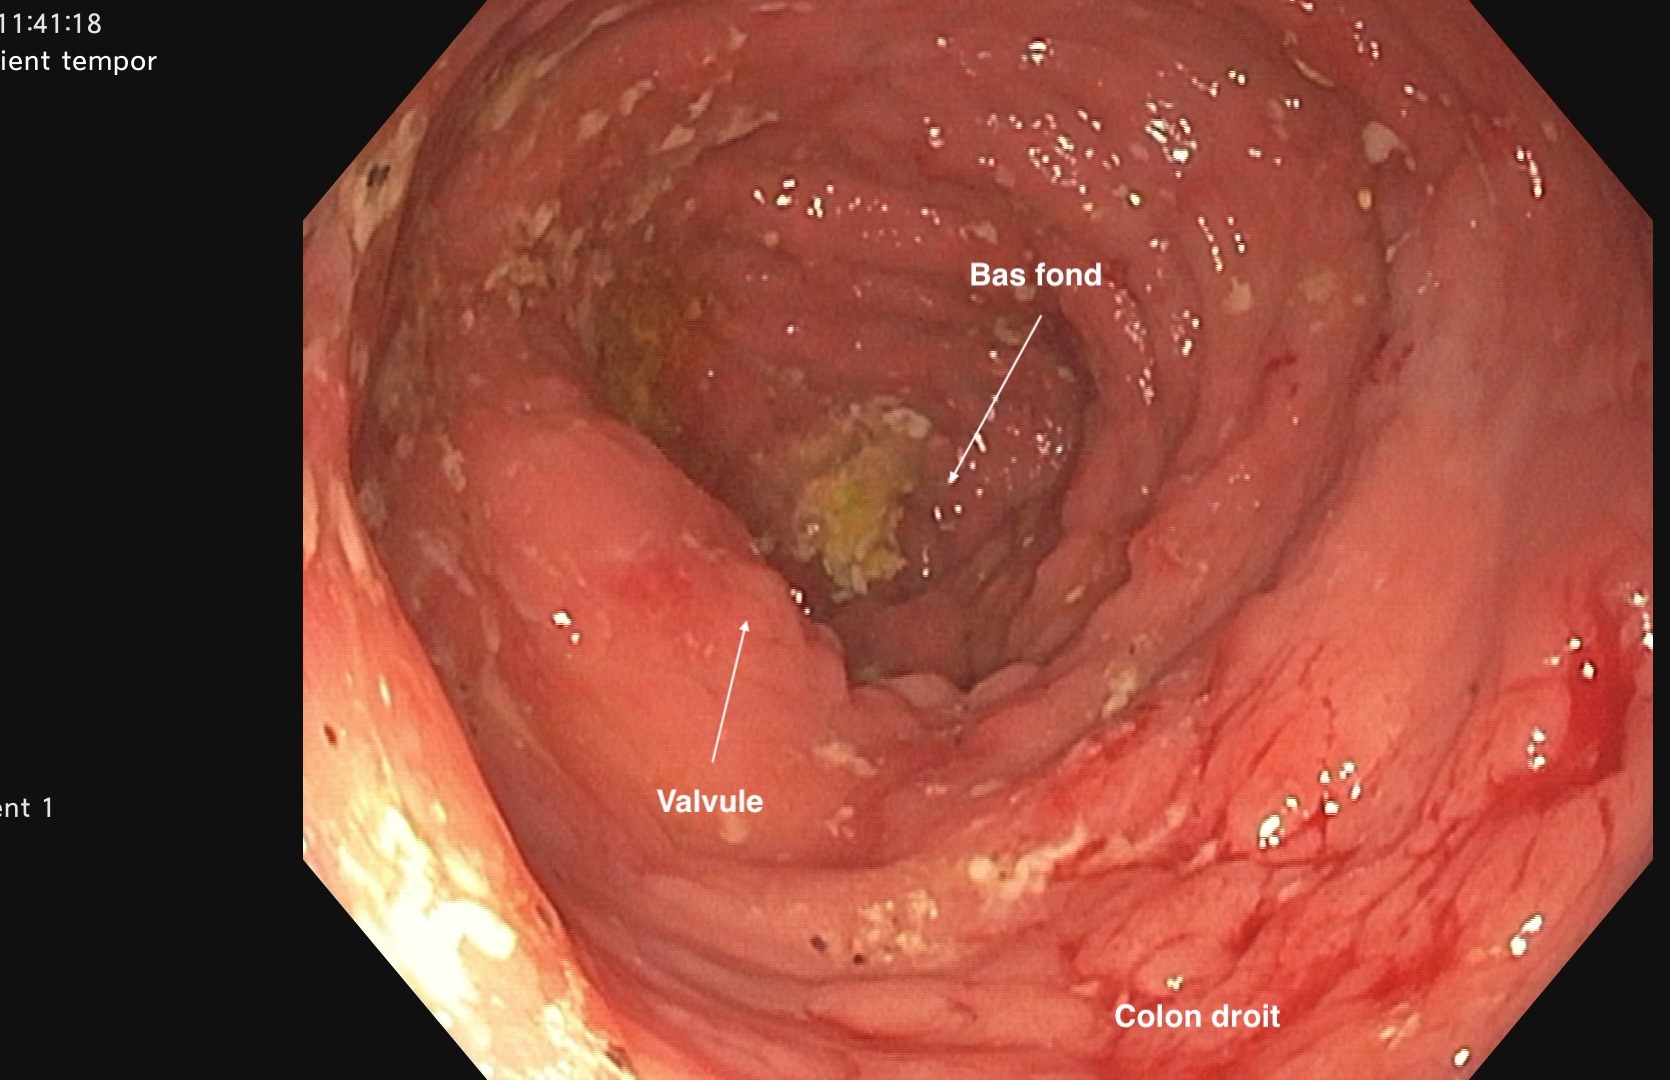 11:41:18
ient tempor
Bas fond
Valvule
ent 1
Colon droit